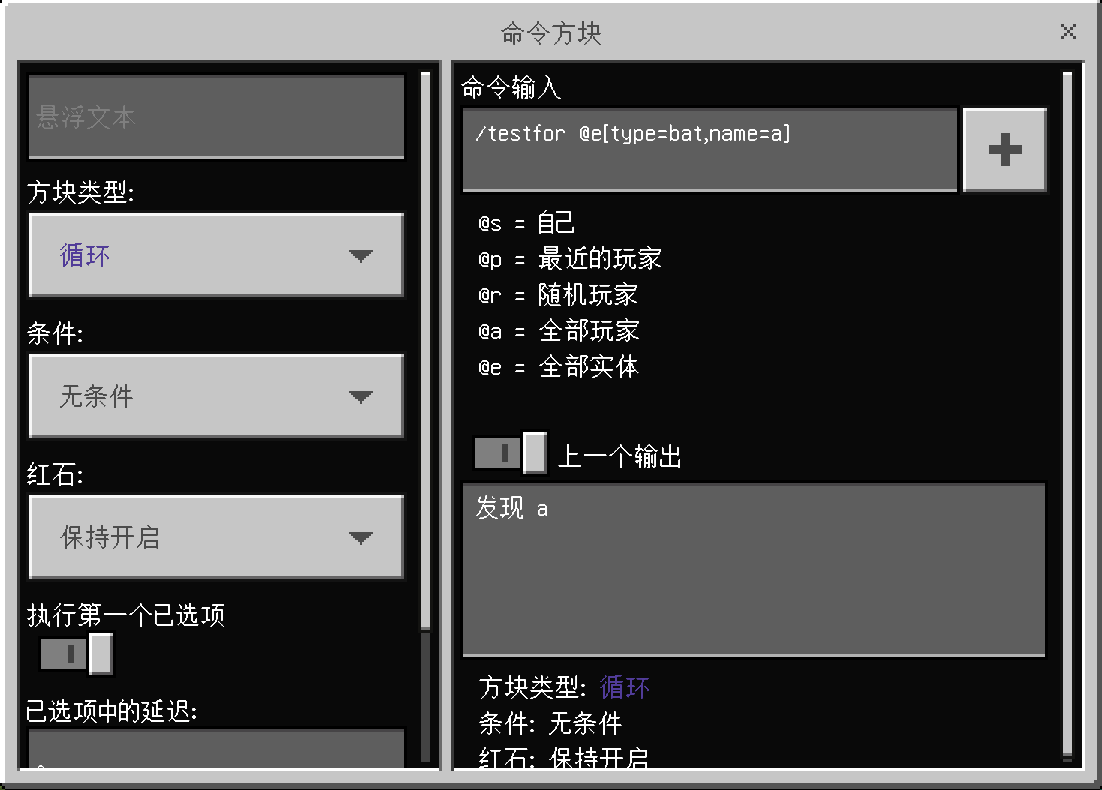 命令方块
悬浮文本
方块类型:
循环
条件:
无条件
红石:
保持开启
执行第一个已选项
已选项中的延迟:
命令输入
/testfor @e[type=bat,name=a]
@s = 自己
@p = 最近的玩家
@r = 随机玩家
@a = 全部玩家
@e = 全部实体
上一个输出
发现 a
方块类型: 循环
条件: 无条件
红石: 保持开启